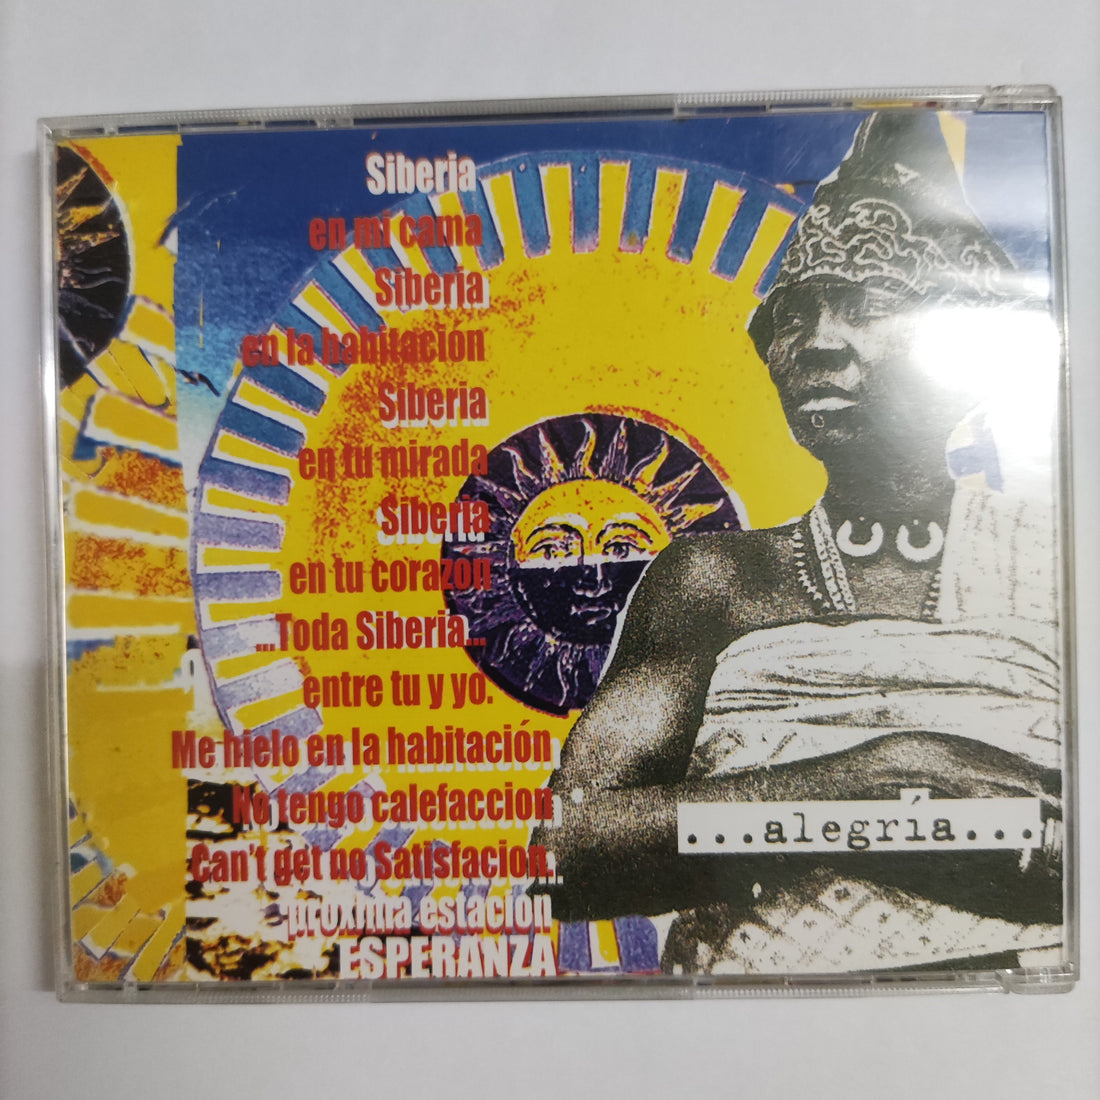 Siberia
en mi cama
Siberia
en la habitación
Siberia
en tu mirada
Siberia
en tu corazon
...Toda Siberia...
entre tu y yo.
Me hielo en la habitación
No tengo calefaccion
Can't get no Satisfacion...
proxima estacion
ESPERANZA
...alegría...